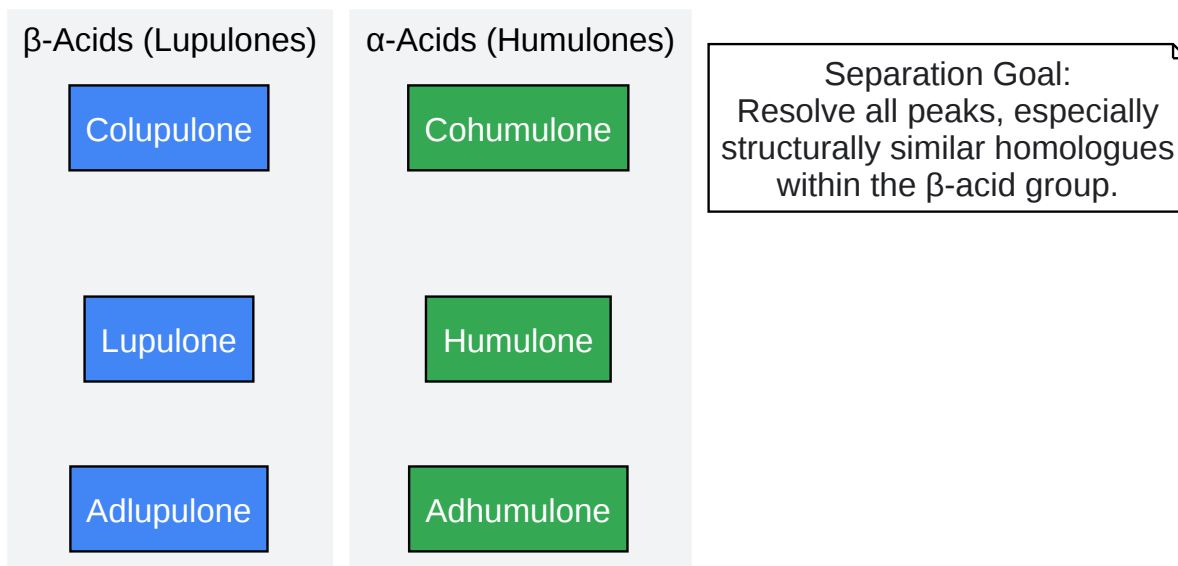 β-Acids (Lupulones)
Colupulone
Lupulone
Adlupulone
α-Acids (Humulones)
Cohumulone
Humulone
Adhumulone
Separation Goal:
Resolve all peaks, especially
structurally similar homologues
within the β-acid group.